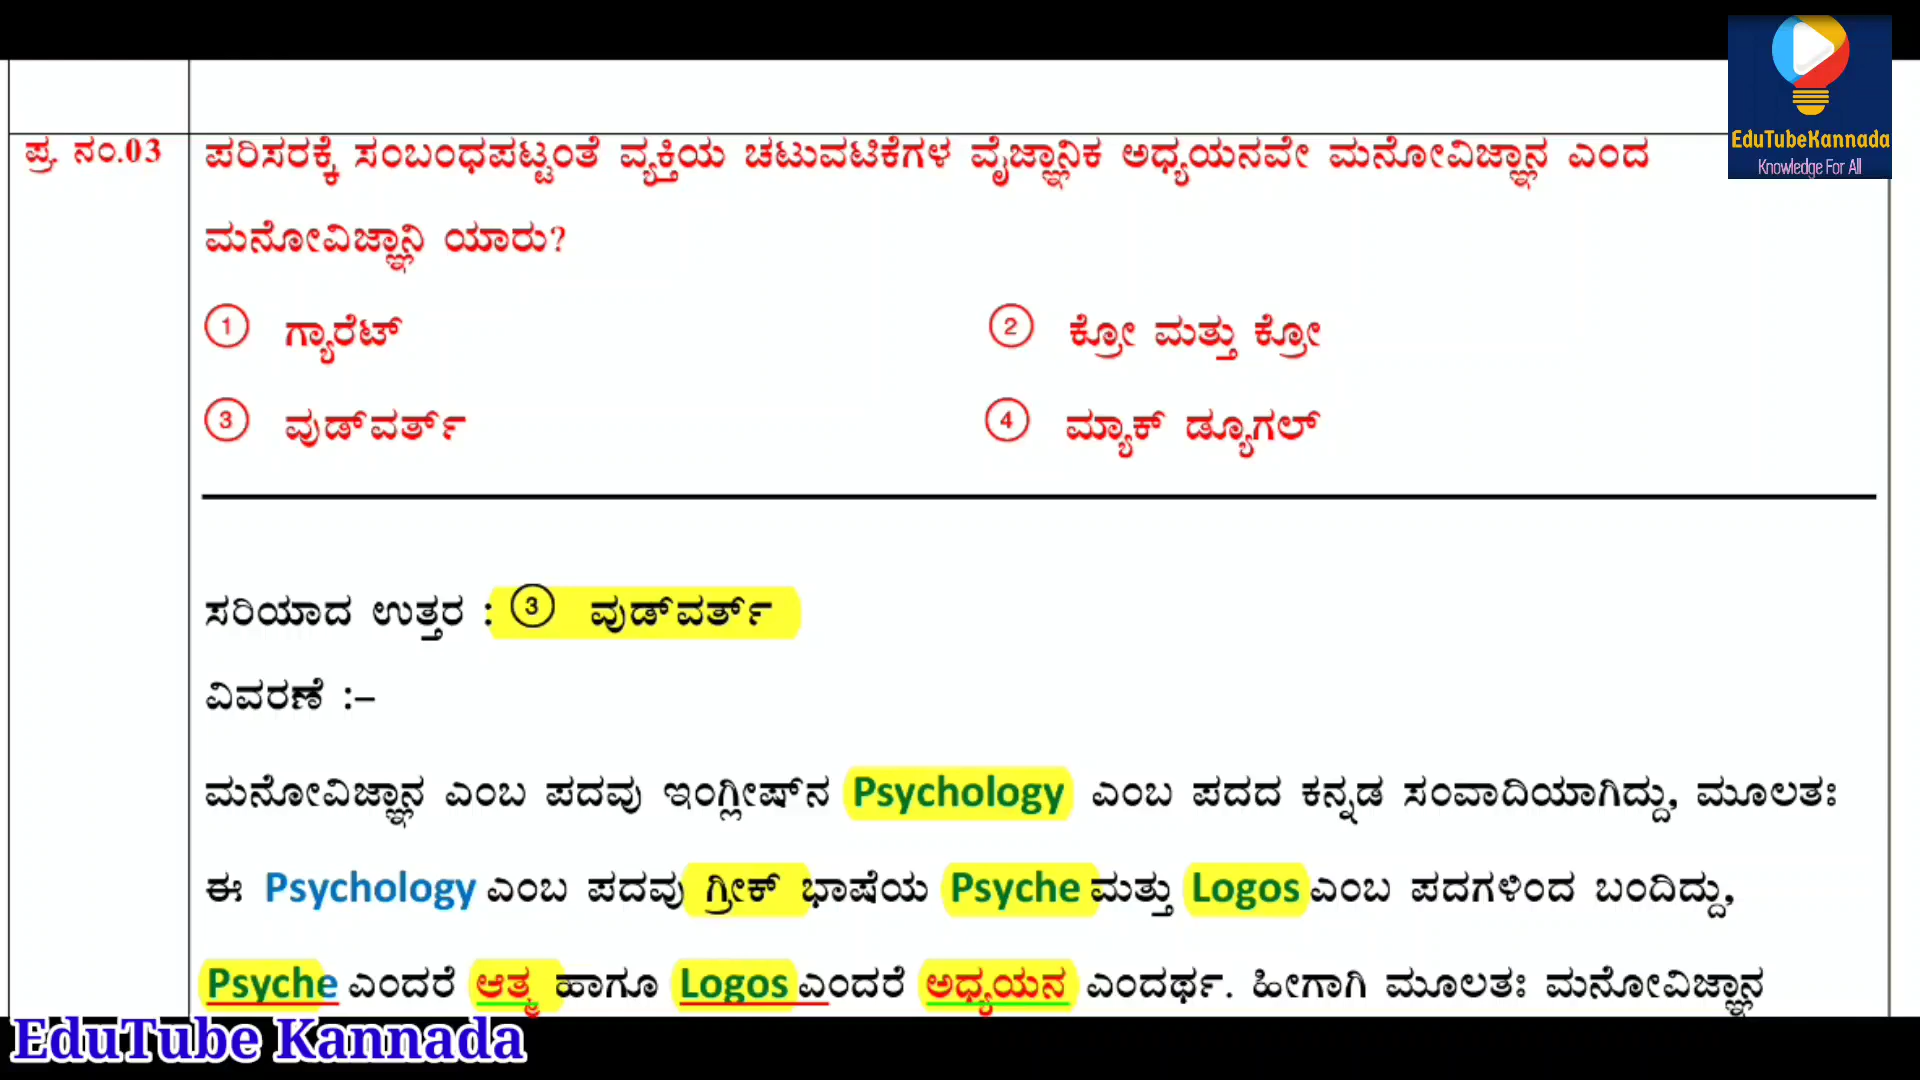 EduTubeKannada
Knowledge For All
ಪ್ರ. ನಂ.03
ಪರಿಸರಕ್ಕೆ ಸಂಬಂಧಪಟ್ಟಂತೆ ವ್ಯಕ್ತಿಯ ಚಟುವಟಿಕೆಗಳ ವೈಜ್ಞಾನಿಕ ಅಧ್ಯಯನವೇ ಮನೋವಿಜ್ಞಾನ ಎಂದ
ಮನೋವಿಜ್ಞಾನಿ ಯಾರು?
① ಗ್ಯಾರೆಟ್ ② ಕ್ರೋ ಮತ್ತು ಕ್ರೋ
③ ವುಡ್‌ವರ್ತ್ ④ ಮ್ಯಾಕ್ ಡ್ಯೂಗಲ್
ಸರಿಯಾದ ಉತ್ತರ : ③ ವುಡ್‌ವರ್ತ್
ವಿವರಣೆ :–
ಮನೋವಿಜ್ಞಾನ ಎಂಬ ಪದವು ಇಂಗ್ಲೀಷ್‌ನ Psychology ಎಂಬ ಪದದ ಕನ್ನಡ ಸಂವಾದಿಯಾಗಿದ್ದು, ಮೂಲತಃ
ಈ Psychology ಎಂಬ ಪದವು ಗ್ರೀಕ್ ಭಾಷೆಯ Psyche ಮತ್ತು Logos ಎಂಬ ಪದಗಳಿಂದ ಬಂದಿದ್ದು,
Psyche ಎಂದರೆ ಆತ್ಮ ಹಾಗೂ Logos ಎಂದರೆ ಅಧ್ಯಯನ ಎಂದರ್ಥ. ಹೀಗಾಗಿ ಮೂಲತಃ ಮನೋವಿಜ್ಞಾನ
EduTube Kannada